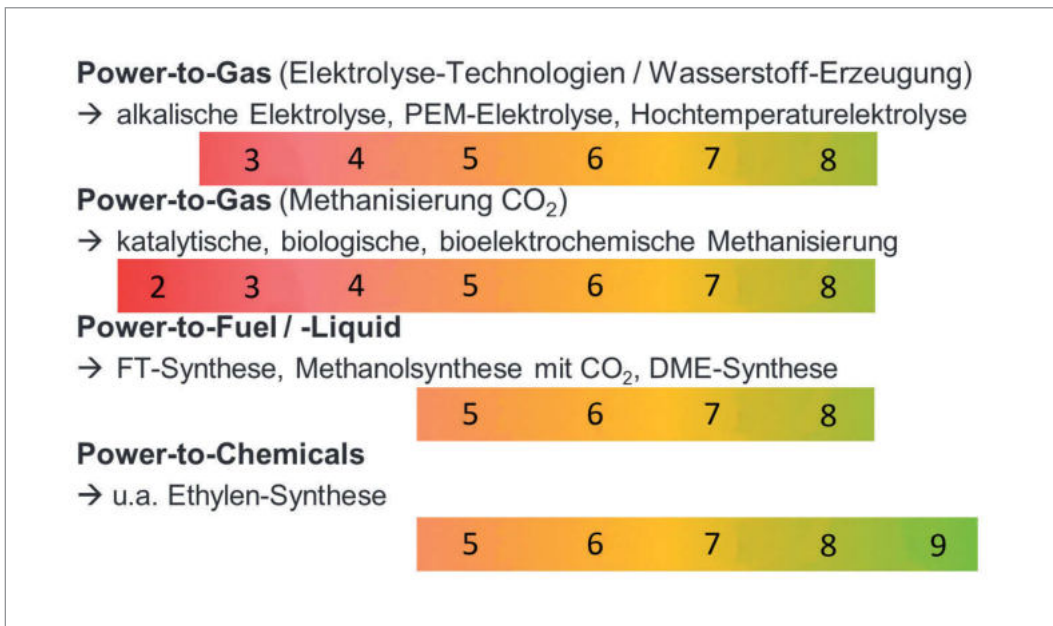 Power-to-Gas (Elektrolyse-Technologien / Wasserstoff-Erzeugung)
→ alkalische Elektrolyse, PEM-Elektrolyse, Hochtemperaturelektrolyse
3 4 5 6 7 8
Power-to-Gas (Methanisierung CO₂)
→ katalytische, biologische, bioelektrochemische Methanisierung
2 3 4 5 6 7 8
Power-to-Fuel / -Liquid
→ FT-Synthese, Methanolsynthese mit CO₂, DME-Synthese
5 6 7 8
Power-to-Chemicals
→ u.a. Ethylen-Synthese
5 6 7 8 9